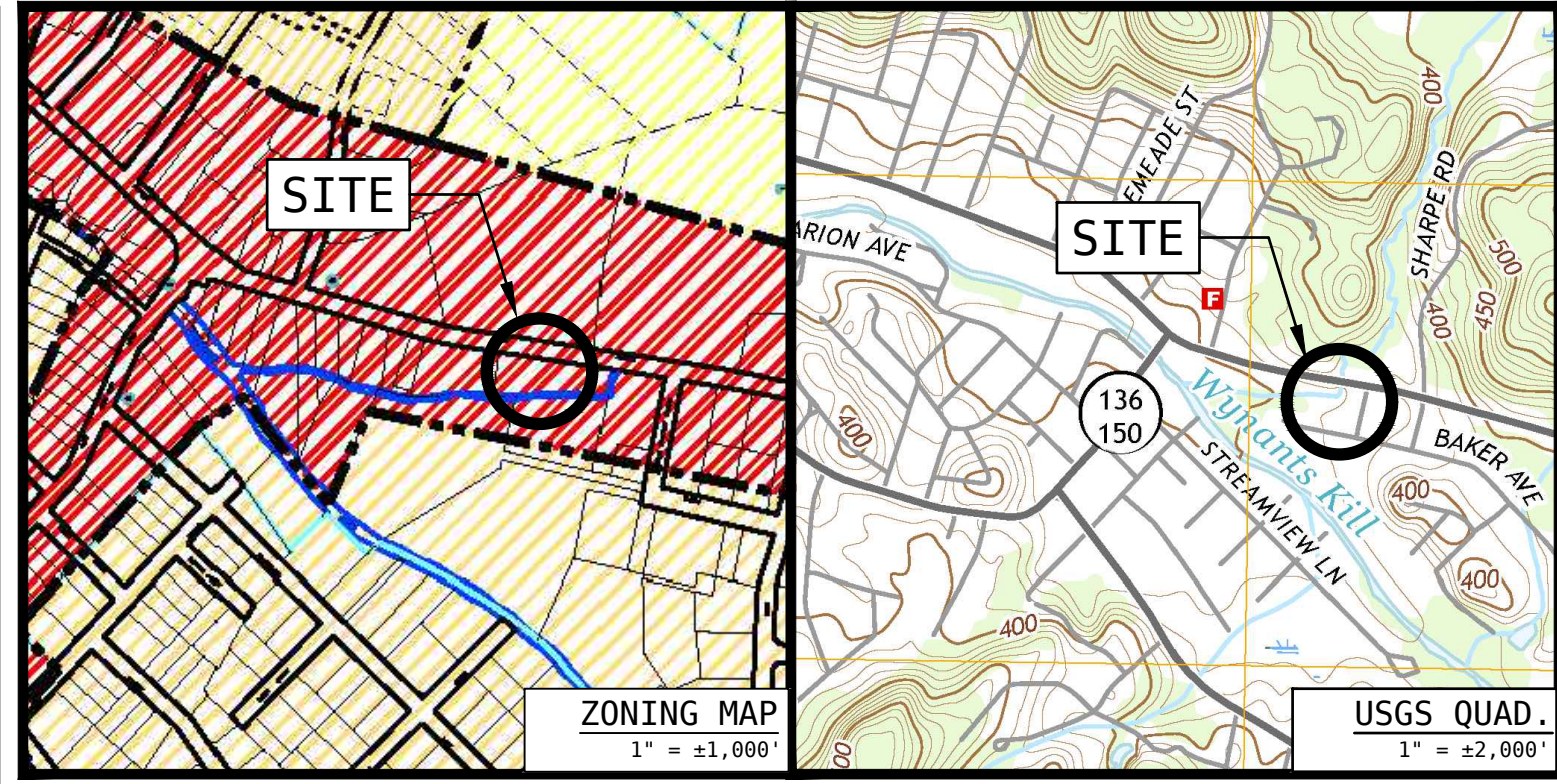 SITE
ZONING MAP
1" = ±1,000'
EMEADE ST
400
SHARPE RD
ARION AVE
SITE
F
500
450
400
136
150
Wynants Kill
400
STREAMVIEW LN
BAKER AVE
400
400
400
00
USGS QUAD.
1" = ±2,000'